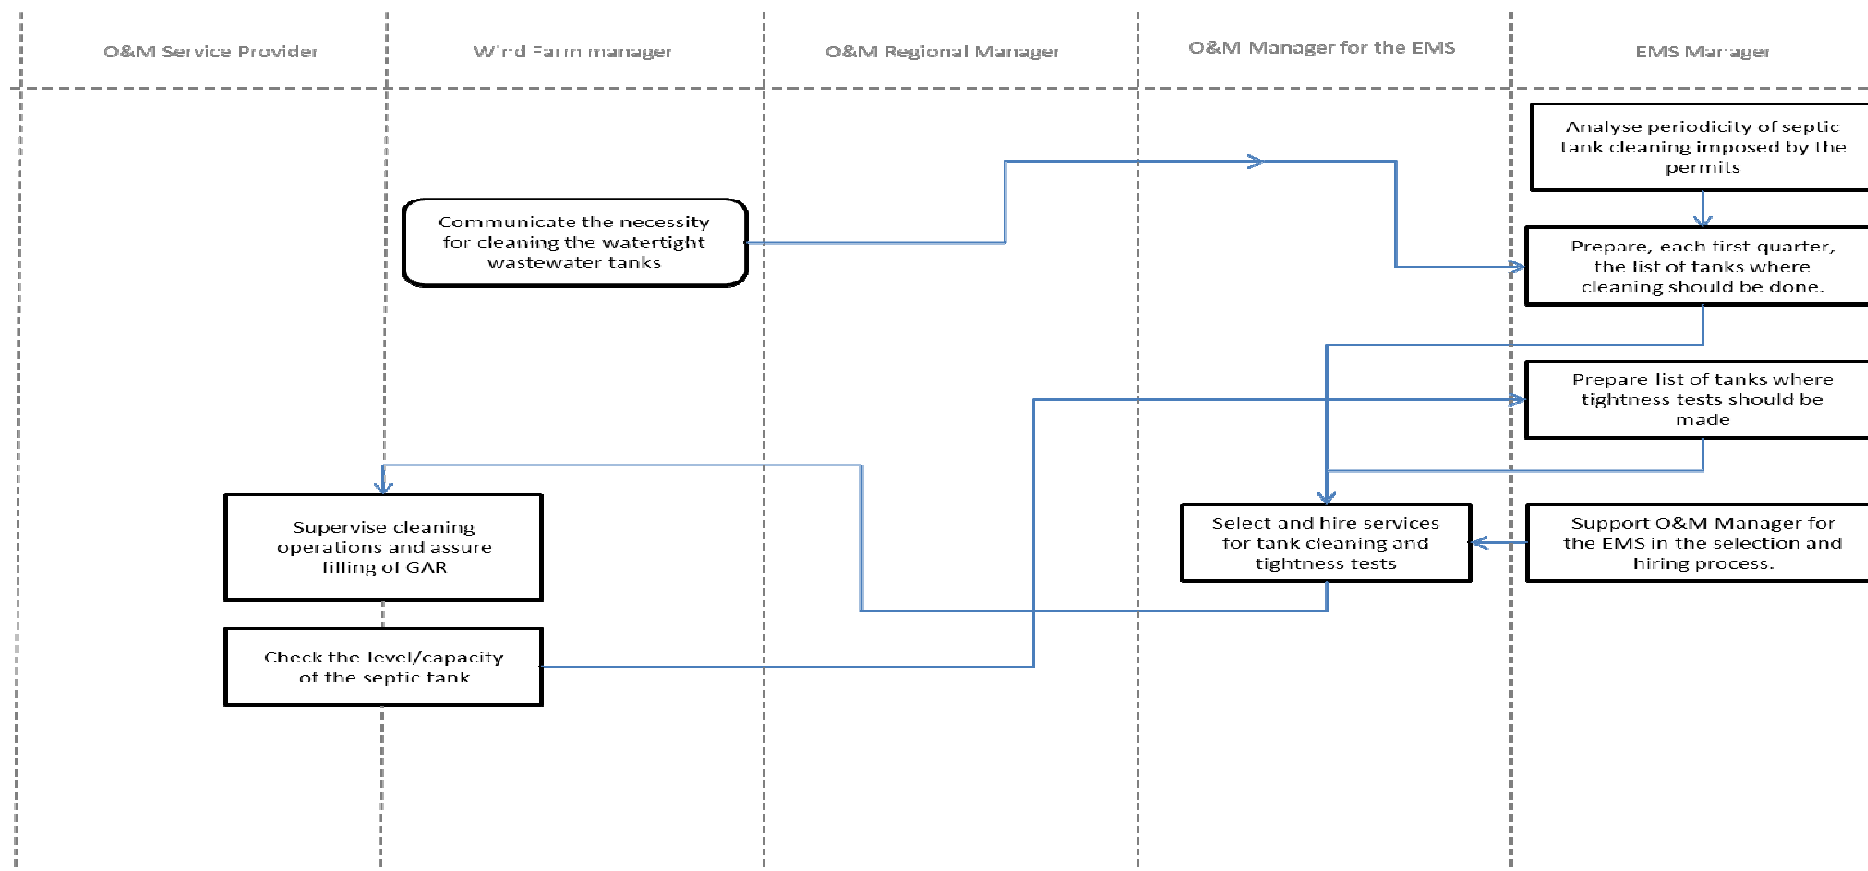 O&M Service Provider
Wind Farm manager
O&M Regional Manager
O&M Manager for the EMS
EMS Manager
Analyse periodicity of septic
tank cleaning imposed by the
permits
Communicate the necessity
for cleaning the watertight
wastewater tanks
Prepare, each first quarter,
the list of tanks where
cleaning should be done.
Prepare list of tanks where
tightness tests should be
made
Supervise cleaning
operations and assure
filling of GAR
Select and hire services
for tank cleaning and
tightness tests
Support O&M Manager for
the EMS in the selection and
hiring process.
Check the level/capacity
of the septic tank